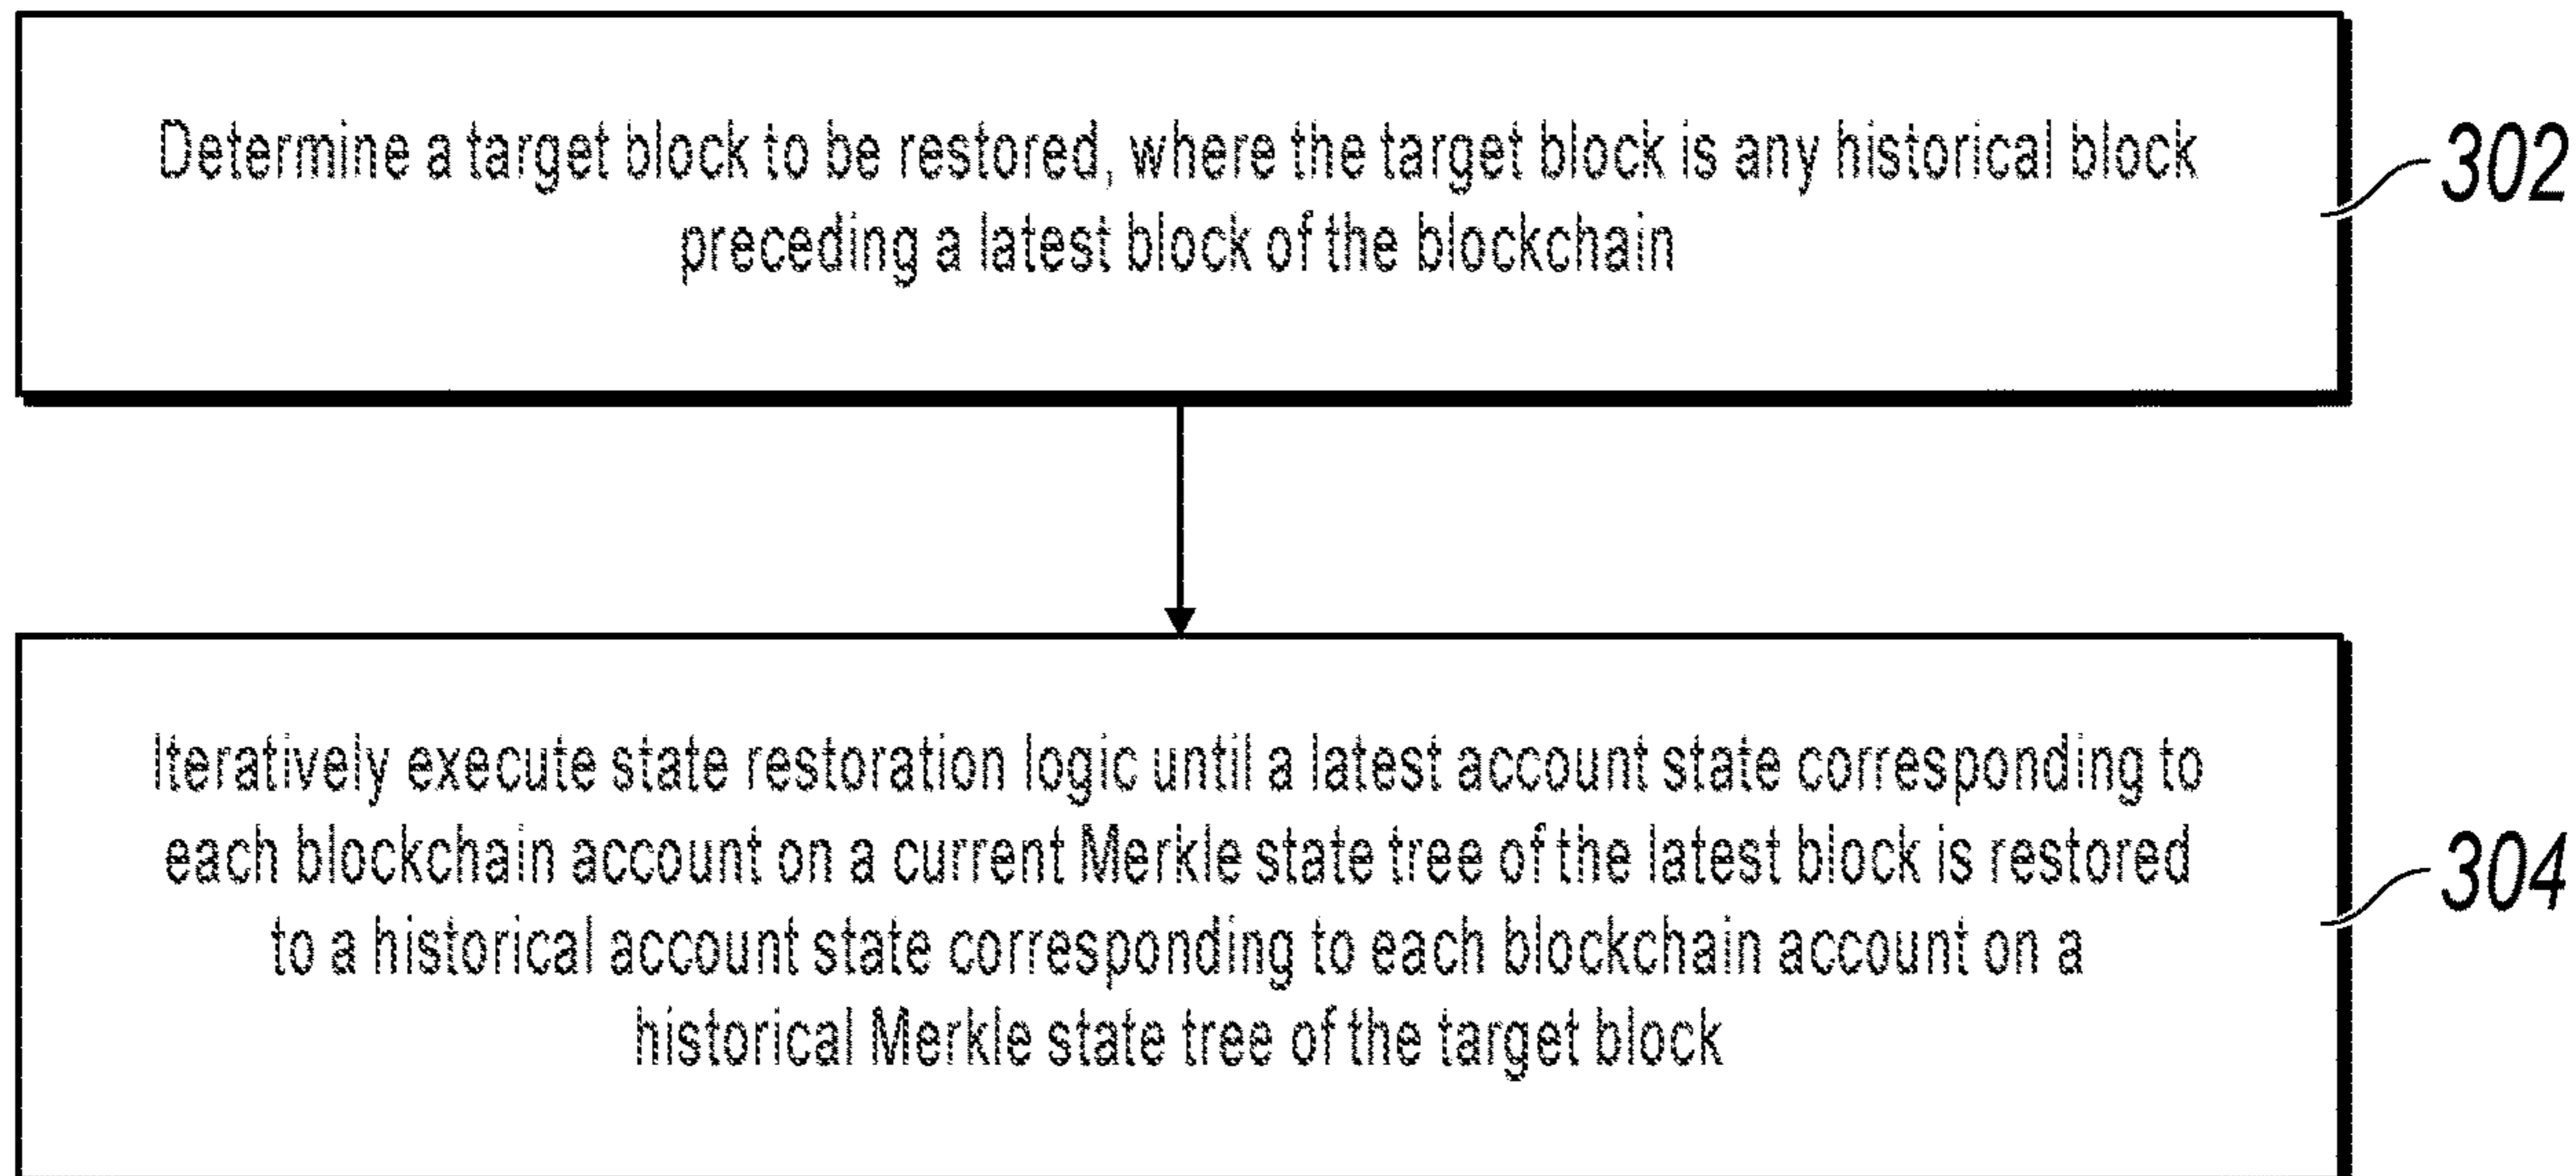 Determine a target block to be restored, where the target block is any historical block
preceding a latest block of the blockchain
302
Iteratively execute state restoration logic until a latest account state corresponding to
each blockchain account on a current Merkle state tree of the latest block is restored
to a historical account state corresponding to each blockchain account on a
historical Merkle state tree of the target block
304